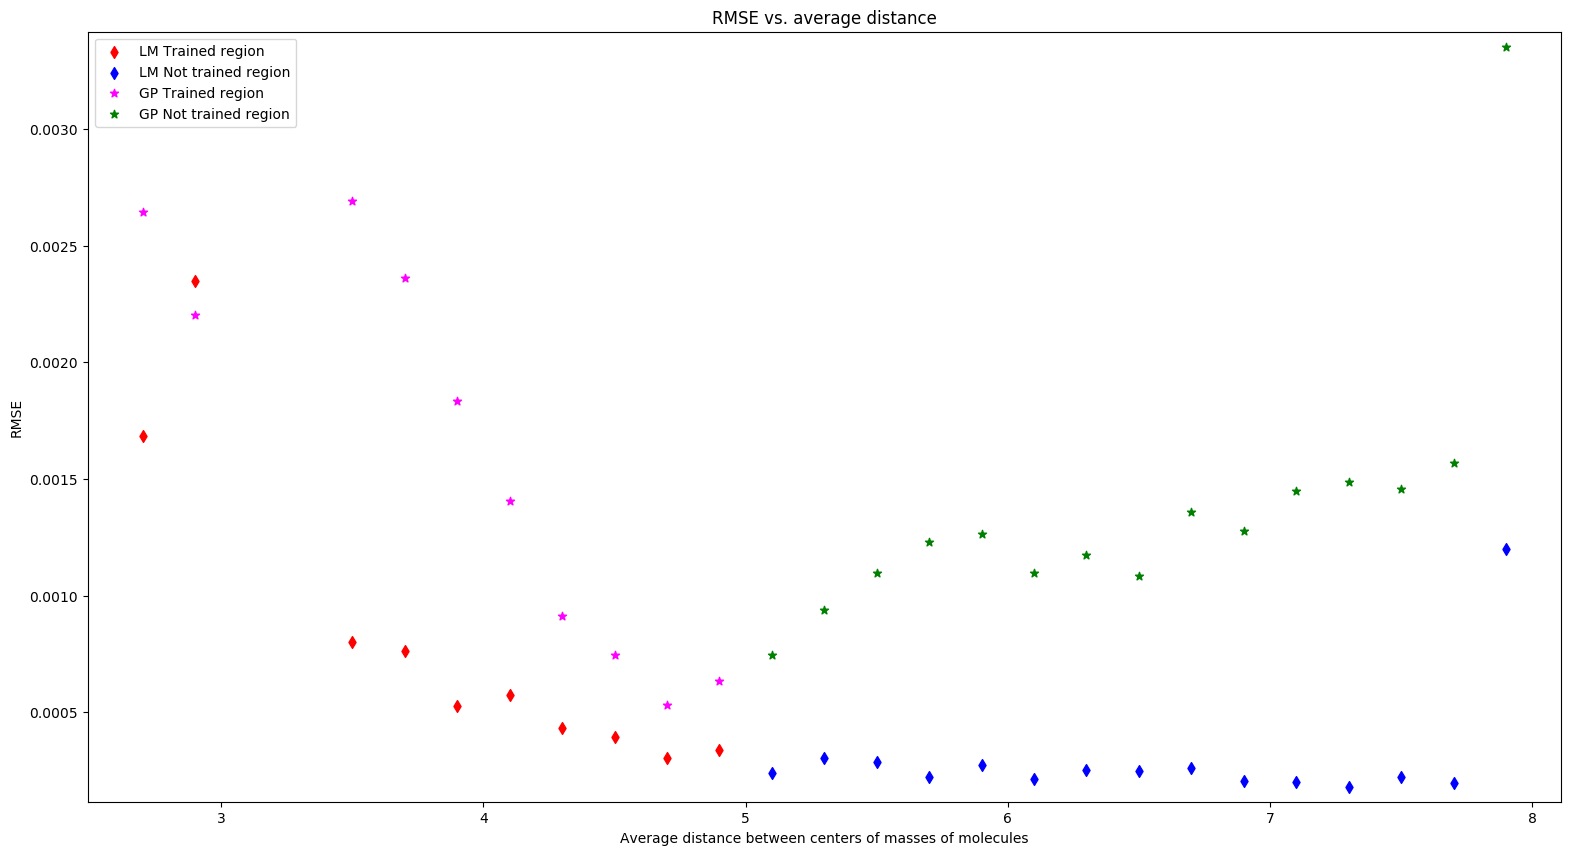 RMSE vs. average distance
LM Trained region
LM Not trained region
GP Trained region
GP Not trained region
0.0030
0.0025
0.0020
0.0015
0.0010
0.0005
RMSE
3 4 5 6 7 8
Average distance between centers of masses of molecules